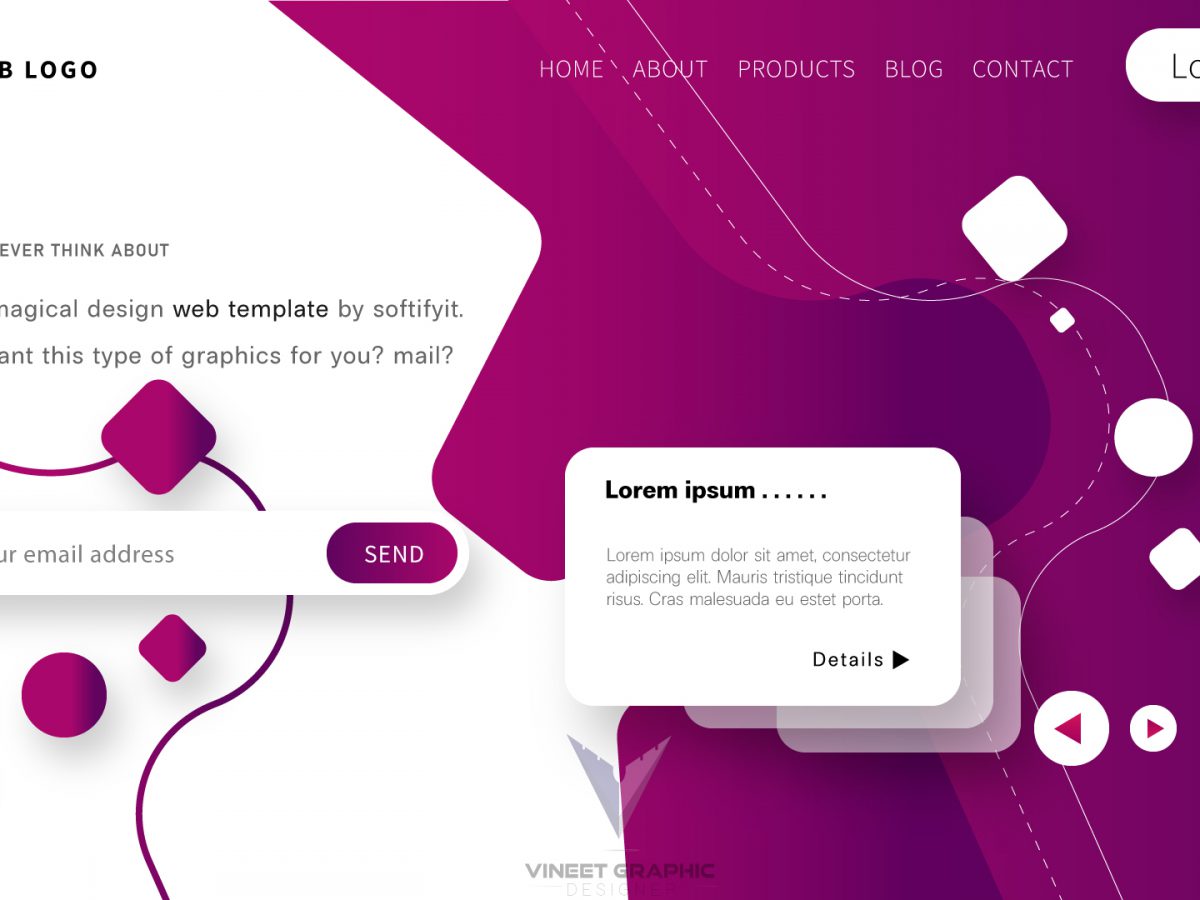 B LOGO
HOME ABOUT PRODUCTS BLOG CONTACT
Lo
EVER THINK ABOUT
magical design web template by softifyit.
ant this type of graphics for you? mail?
ur email address
SEND
Lorem ipsum . . . . . .
Lorem ipsum dolor sit amet, consectetur
adipiscing elit. Mauris tristique tincidunt
risus. Cras malesuada eu estet porta.
Details
VINEET GRAPHIC
DESIGNER